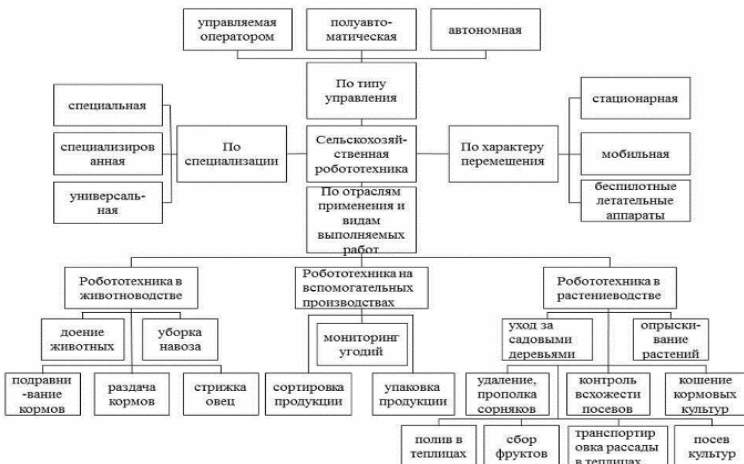 управляемая
оператором
полуавто-
матическая
автономная
По типу
управления
специальная
специализиров
анная
универсаль-
ная
По
специализации
Сельскохозяй-
ственная
робототехника
По характеру
перемешения
стационарная
мобильная
беспилотные
летательные
аппараты
По отраслям
применения и
видам
выполняемых
работ
Робототехника в
животноводстве
Робототехника на
вспомогательных
производствах
Робототехника в
растениеводстве
доение
животных
уборка
навоза
мониторинг
угодий
уход за
садовыми
деревьями
опрыски-
вание
растений
подравни
-вание
кормов
раздача
кормов
стрижка
овец
сортировка
продукции
упаковка
продукции
удаление,
прополка
сорняков
контроль
всхожести
посевов
кошение
кормовых
культур
полив в
теплицах
сбор
фруктов
транспортир
овка рассады
в теплицах
посев
культур